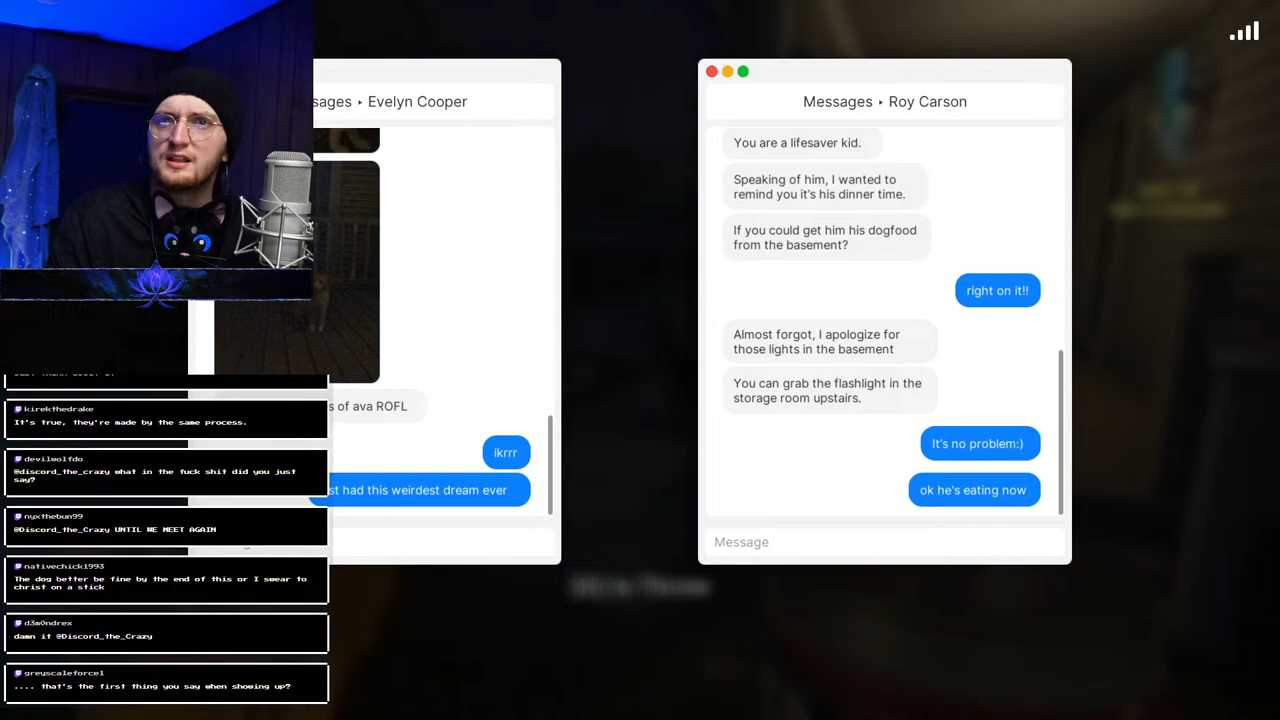 ssages ▸ Evelyn Cooper
s of ava ROFL
ikrrr
st had this weirdest dream ever
Messages ▸ Roy Carson
You are a lifesaver kid.
Speaking of him, I wanted to
remind you it's his dinner time.
If you could get him his dogfood
from the basement?
right on it!!
Almost forgot, I apologize for
those lights in the basement
You can grab the flashlight in the
storage room upstairs.
It's no problem:)
ok he's eating now
Message
kirekthedrake
It's true, they're made by the same process.
devilwolfdo
@discord_the_crazy what in the fuck shit did you just
say?
nyxthebun99
@Discord_the_Crazy UNTIL WE MEET AGAIN
nativechick1993
The dog better be fine by the end of this or I swear to
christ on a stick
d3m0ndrex
damn it @Discord_the_Crazy
greyscaleforce1
.... that's the first thing you say when showing up?